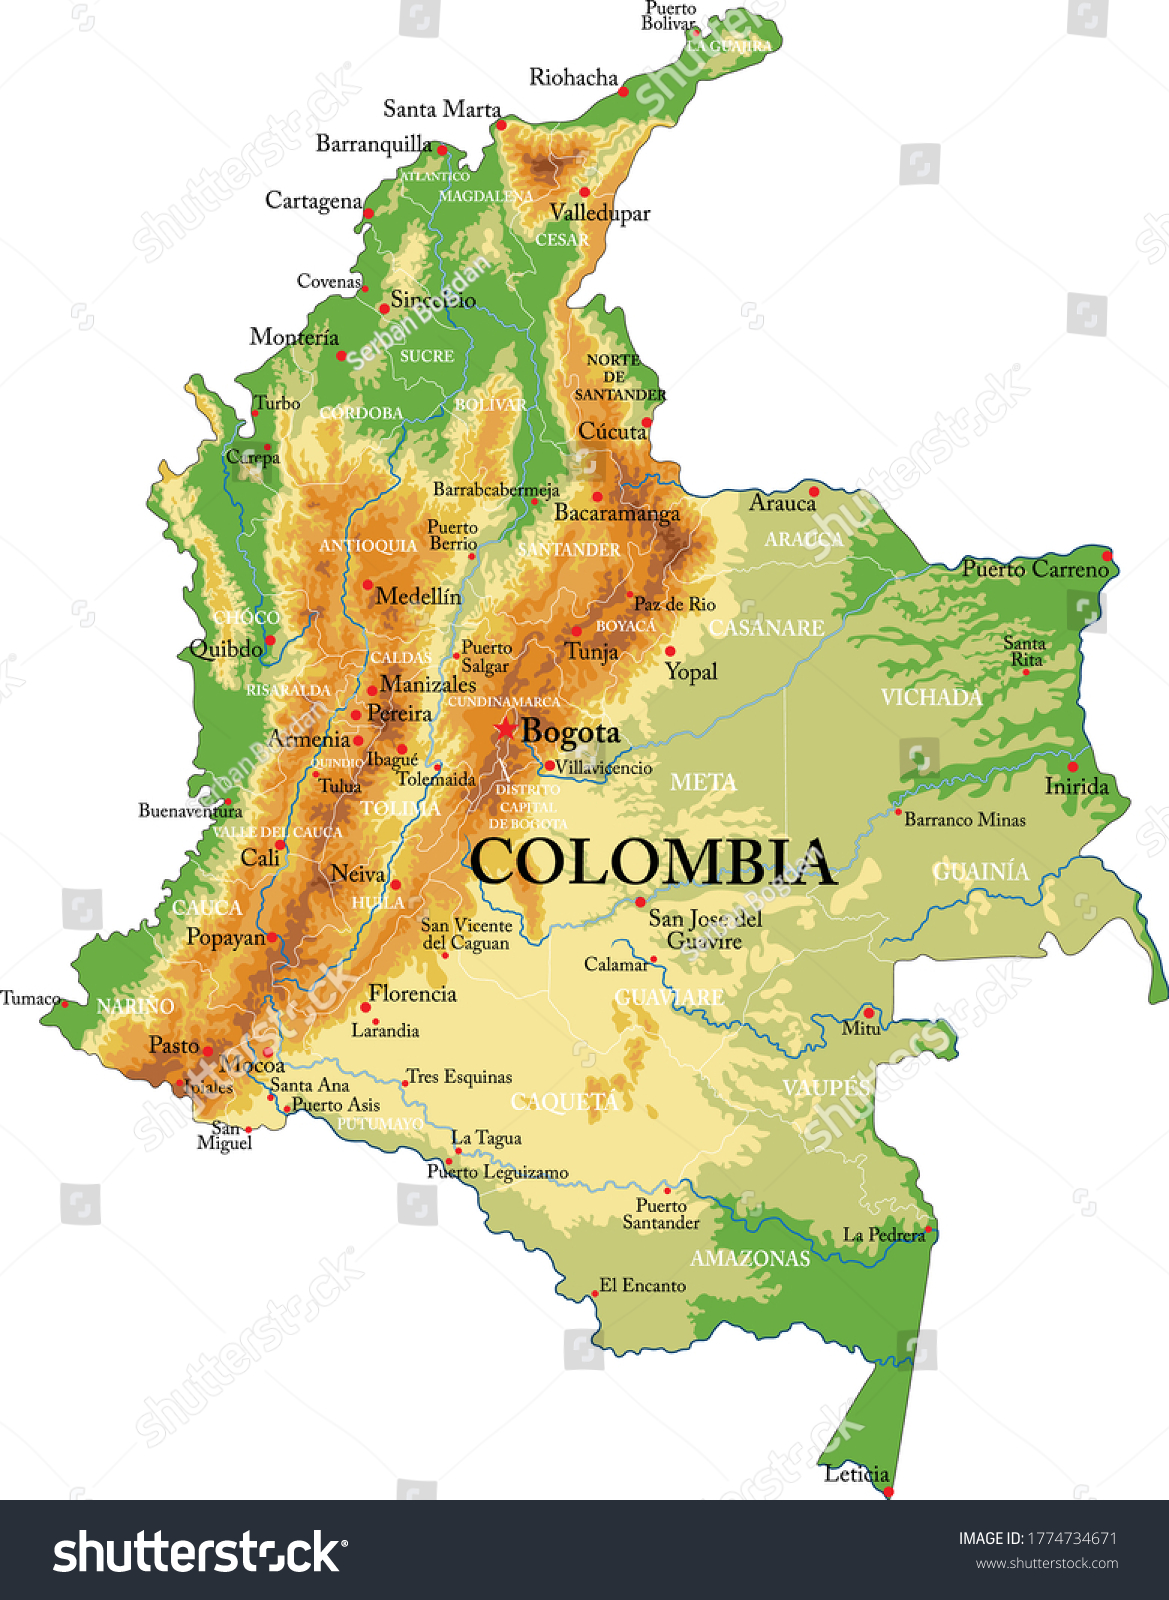 Puerto
Bolivar
LA GUAJIRA
Riohacha
Santa Marta
Barranquilla
ATLANTICO
MAGDALENA
Cartagena
Valledupar
CESAR
Covenas
Sincelejo
Montería
SUCRE
NORTE
DE
SANTANDER
Turbo
CÓRDOBA
BOLÍVAR
Cúcuta
Carepa
Barrabcabermeja
Bacaramanga
Arauca
ARAUCA
Puerto
Berrio
ANTIOQUIA
SANTANDER
Puerto Carreno
Medellín
Paz de Rio
BOYACÁ
CASANARE
CHOCO
Quibdo
Tunja
Santa
Rita
CALDAS
Puerto
Salgar
Yopal
RISARALDA
Manizales
CUNDINAMARCA
VICHADA
Pereira
Armenia
Bogota
QUINDIO
Ibagué
Tulua
Tolemaida
Villavicencio
META
Inirida
DISTRITO
CAPITAL
DE BOGOTA
Buenaventura
TOLIMA
VALLE DEL CAUCA
Barranco Minas
Cali
COLOMBIA
Neiva
GUAINÍA
HUILA
CAUCA
San Vicente
del Caguan
San Jose del
Guavire
Popayan
Calamar
Tumaco
NARIÑO
Florencia
GUAVIARE
Larandia
Mitu
Pasto
Mocoa
Ipiales
Santa Ana
Tres Esquinas
VAUPÉS
Puerto Asis
CAQUETÁ
PUTUMAYO
San
Miguel
La Tagua
Puerto Leguizamo
Puerto
Santander
La Pedrera
AMAZONAS
El Encanto
Leticia
shutterstock
Serban Bogdan
shutterstock
IMAGE ID: 1774734671
www.shutterstock.com